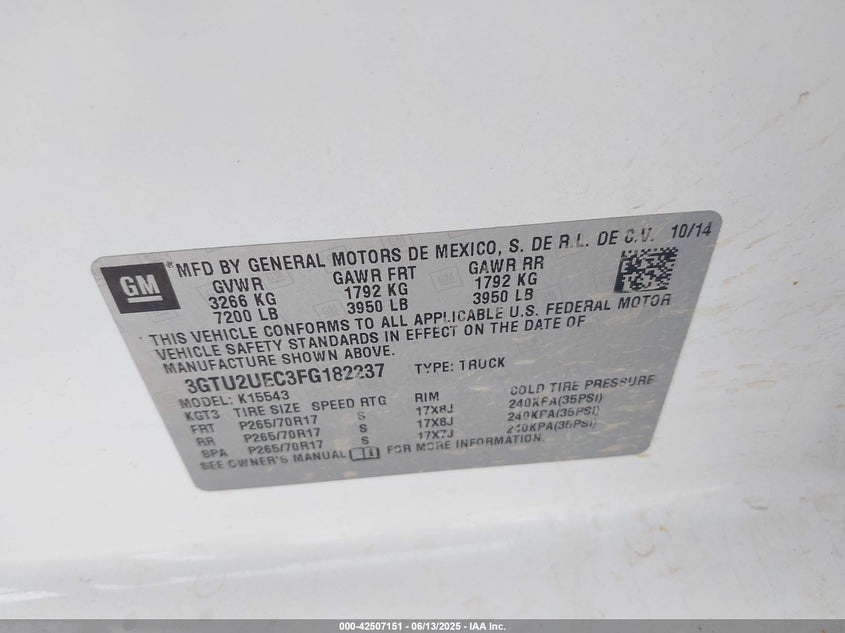 GM
® MFD BY GENERAL MOTORS DE MEXICO, S. DE R.L. DE C.V. 10/14
GVWR GAWR FRT GAWR RR
3266 KG 1792 KG 1792 KG
7200 LB 3950 LB 3950 LB
THIS VEHICLE CONFORMS TO ALL APPLICABLE U.S. FEDERAL MOTOR
VEHICLE SAFETY STANDARDS IN EFFECT ON THE DATE OF
MANUFACTURE SHOWN ABOVE.
3GTU2UEC3FG182237 TYPE: TRUCK
MODEL: K15543
KGT3 TIRE SIZE SPEED RTG RIM COLD TIRE PRESSURE
FRT P265/70R17 S 17X8J 240KPA(35PSI)
RR P265/70R17 S 17X8J 240KPA(35PSI)
SPA P265/70R17 S 17X7J 240KPA(35PSI)
SEE OWNER'S MANUAL i FOR MORE INFORMATION.
000-42507151 - 06/13/2025 - IAA Inc.